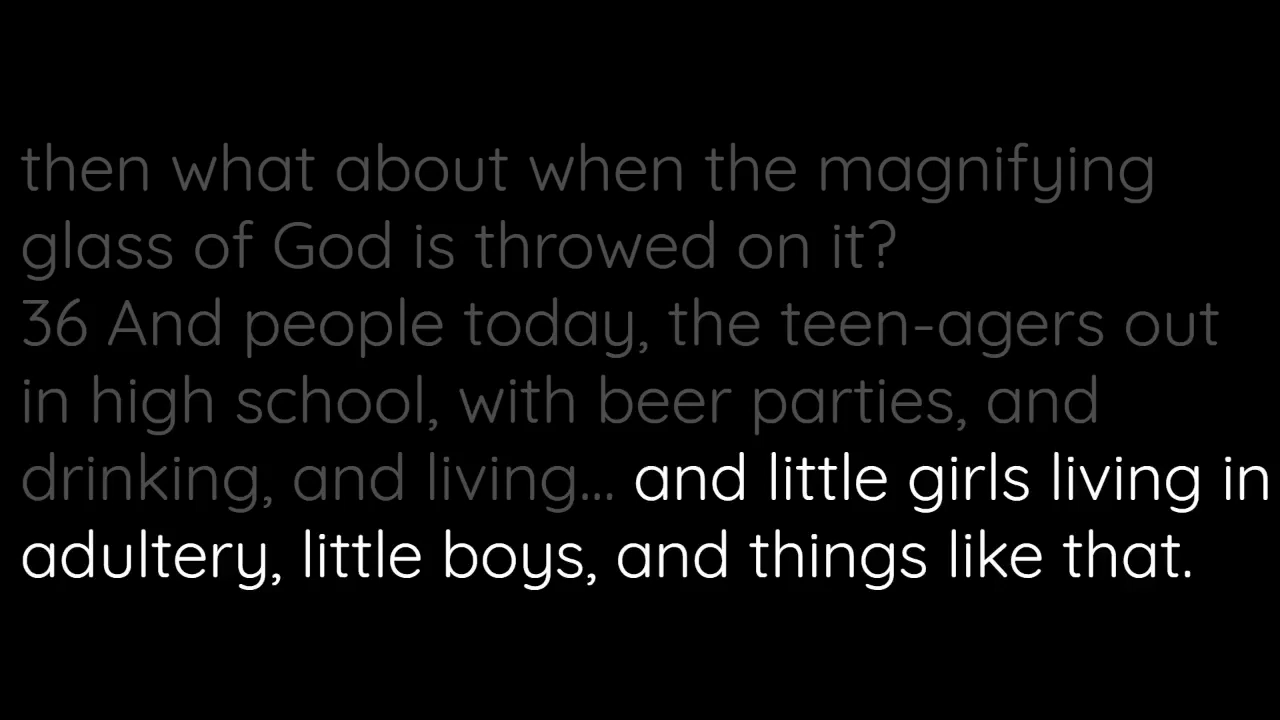 then what about when the magnifying
glass of God is throwed on it?
36 And people today, the teen-agers out
in high school, with beer parties, and
drinking, and living... and little girls living in
adultery, little boys, and things like that.